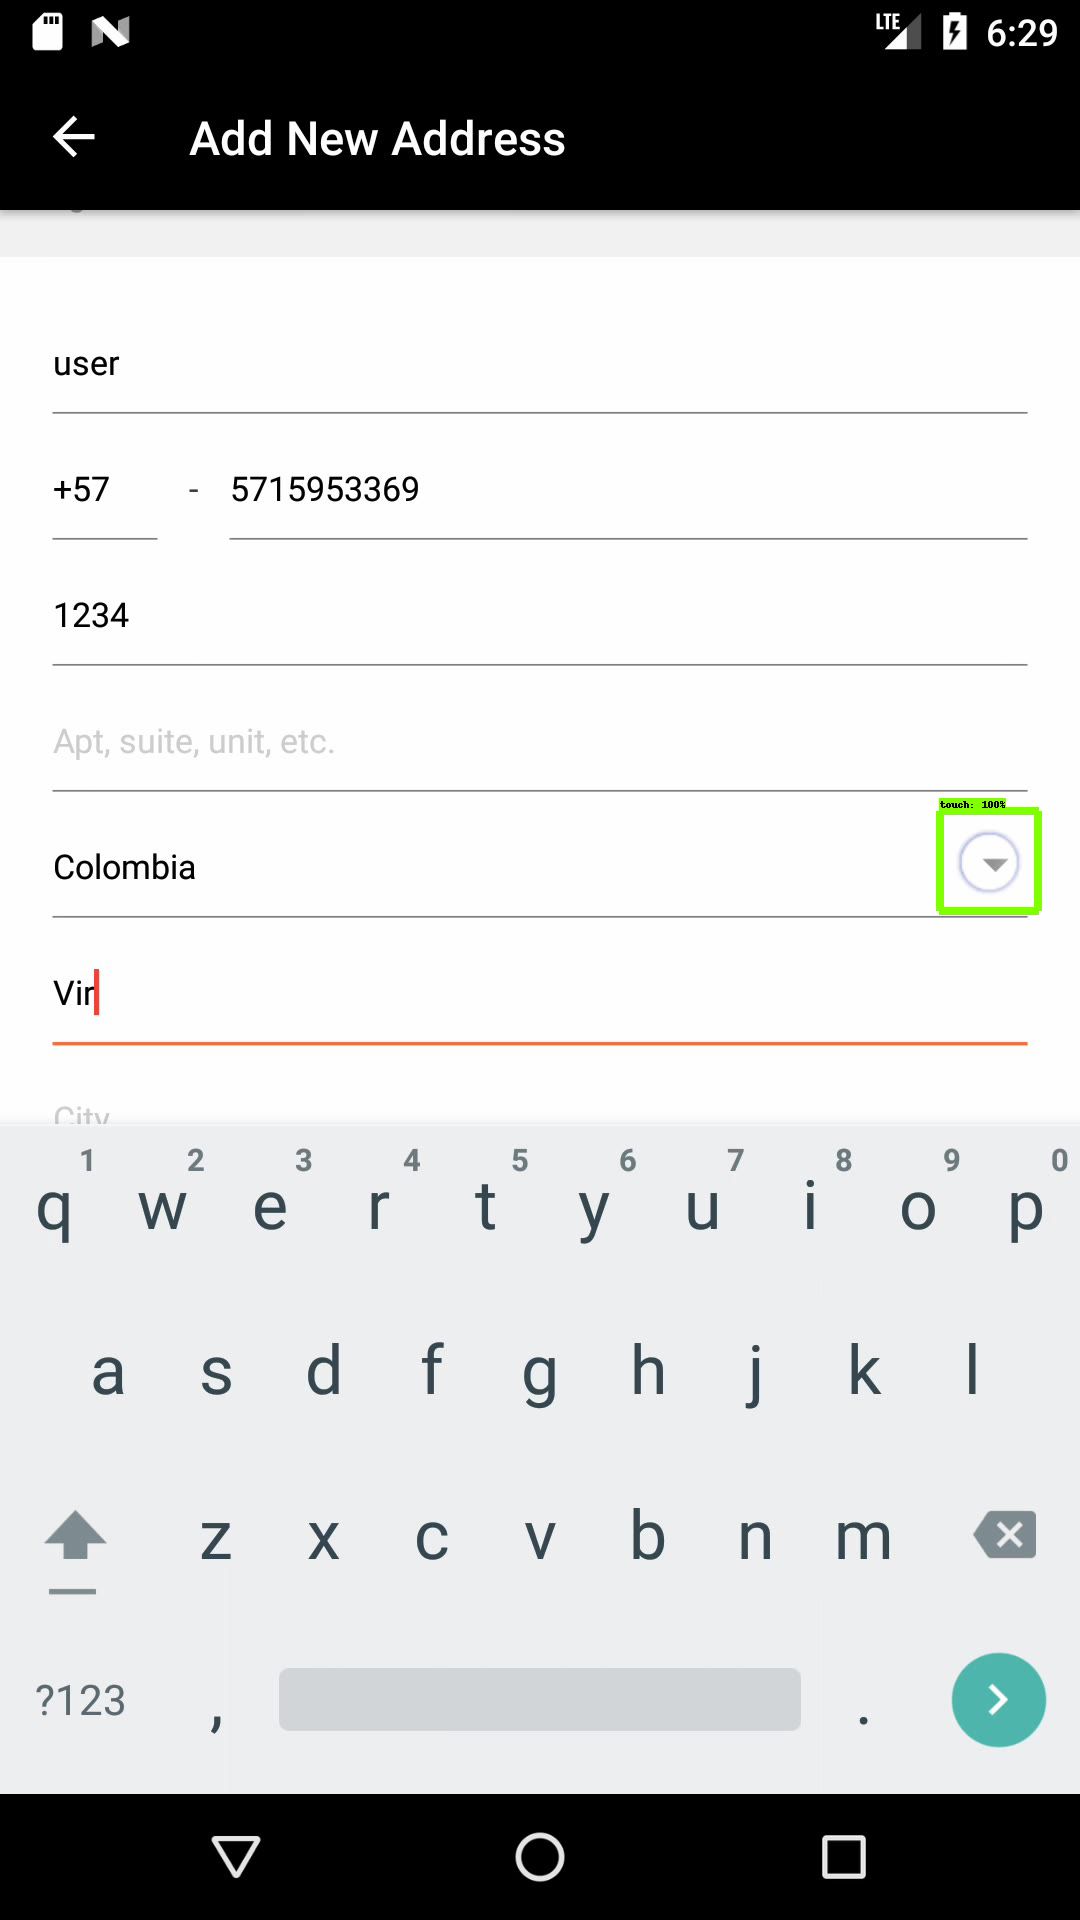 LTE 6:29
Add New Address
user
+57 - 5715953369
1234
Apt, suite, unit, etc.
touch: 100%
Colombia
Vir
City
1 2 3 4 5 6 7 8 9 0
q w e r t y u i o p
a s d f g h j k l
z x c v b n m
?123 , .